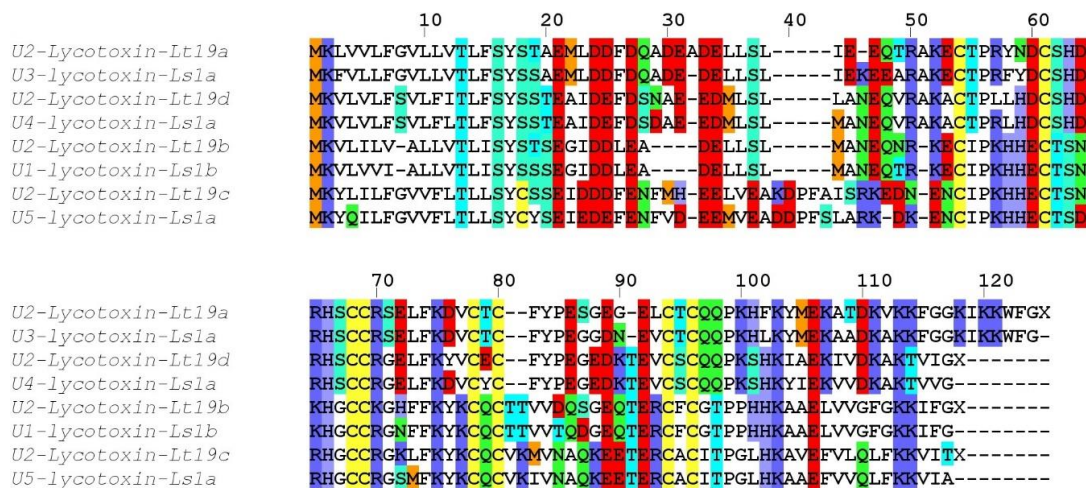 10 20 30 40 50 60
U2-Lycotoxin-Lt19a MKLVVLFGVLLVTLFSYSTAEMLDDFDQADEADELLSL-----IE-EQTRAKECTPRYNDCSHD
U3-lycotoxin-Ls1a MKFVLLFGVLLVTLFSYSSAEMLDDFDQADE-DELLSL-----IEKEEARAKECTPRFYDCSHD
U2-Lycotoxin-Lt19d MKVLVLFSVLFITLFSYSSTEAIDEFDSNAE-EDMLSL-----LANEQVRAKACTPLLHDCSHD
U4-lycotoxin-Ls1a MKVLVLFSVLFLTLFSYSSTEAIDEFDSDAE-DEMLSL-----MANEQVRAKACTPRLHDCSHD
U2-Lycotoxin-Lt19b MKVLILV-ALLVTLISYSTSEGIDDLEA----DELLSL-----MANEQNR-KECIPKHHECTSN
U1-lycotoxin-Ls1b MKVLVVI-ALLVTLISYSSSEGIDDLEA----DELLSL-----MANEQTR-KECIPKHHECTSN
U2-Lycotoxin-Lt19c MKYLILFGVVFLTLLSYCSSEIDDDFENFMH-EELVEAKDPFAISRKEDN-ENCIPKHHECTSN
U5-lycotoxin-Ls1a MKYQILFGVVFLTLLSYCYSEIEDEFENFVD-EEMVEADDPFSLARK-DK-ENCIPKHHECTSD
70 80 90 100 110 120
U2-Lycotoxin-Lt19a RHSCCRSELFKDVCTC--FYPESGEG-ELCTCQQPKHFKYMEKATDKVKKFGGKIKKWFGX
U3-lycotoxin-Ls1a RHSCCRSELFKDVCTC--FYPEGGDN-EVCTCQQPKHLKYMEKAADKAKKFGGKIKKWFG-
U2-Lycotoxin-Lt19d RHSCCRGELFKYVCEC--FYPEGEDKTEVCSCQQPKSHKIAEKIVDKAKTVIGX-------
U4-lycotoxin-Ls1a RHSCCRGELFKDVCYC--FYPEGEDKTEVCSCQQPKSHKYIEKVVDKAKTVVG--------
U2-Lycotoxin-Lt19b KHGCCKGHFFKYKCQCTTVVDQSGEQTERCFCGTPPHHKAAELVVGFGKKIFGX-------
U1-lycotoxin-Ls1b KHGCCRGNFFKYKCQCTTVVTQDGEQTERCFCGTPPHHKAAELVVGFGKKIFG--------
U2-Lycotoxin-Lt19c RHGCCRGKLFKYKCQCVKMVNAQKEETERCACITPGLHKAVEFVLQLFKKVITX-------
U5-lycotoxin-Ls1a RHGCCRGSMFKYKCQCVKIVNAQKEETERCACITPGLHKAAEFVVQLFKKVIA--------